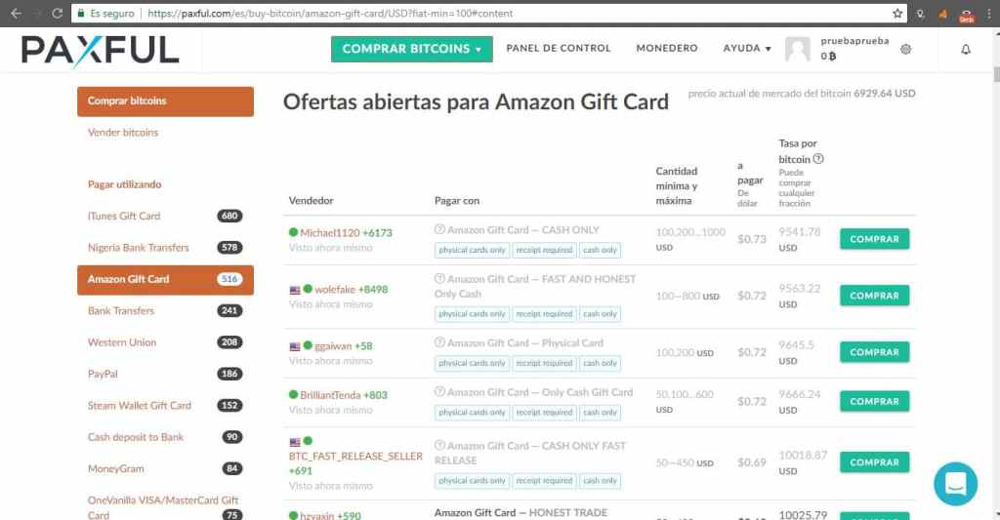 Es seguro | https://paxful.com/es/buy-bitcoin/amazon-gift-card/USD?fiat-min=100#content
PAXFUL
COMPRAR BITCOINS
PANEL DE CONTROL
MONEDERO
AYUDA
pruebaprueba
0
Comprar bitcoins
Vender bitcoins
Pagar utilizando
iTunes Gift Card 680
Nigeria Bank Transfers 578
Amazon Gift Card 516
Bank Transfers 241
Western Union 208
PayPal 186
Steam Wallet Gift Card 152
Cash deposit to Bank 90
MoneyGram 84
OneVanilla VISA/MasterCard Gift
Card 75
Ofertas abiertas para Amazon Gift Card
precio actual de mercado del bitcoin 6929.64 USD
Vendedor
Pagar con
Cantidad
mínima y
máxima
a
pagar
De
dólar
Tasa por
bitcoin ?
Puede
comprar
cualquier
fracción
Michael1120 +6173
Visto ahora mismo
Amazon Gift Card — CASH ONLY
physical cards only receipt required cash only
100,200...1000
USD
$0.73
9541.78
USD
COMPRAR
wolefake +8498
Visto ahora mismo
Amazon Gift Card — FAST AND HONEST
Only Cash
physical cards only receipt required cash only
100—800 USD
$0.72
9563.22
USD
COMPRAR
ggaiwan +58
Visto ahora mismo
Amazon Gift Card — Physical Card
physical cards only receipt required cash only
100,200 USD
$0.72
9645.5
USD
COMPRAR
BrilliantTenda +803
Visto ahora mismo
Amazon Gift Card — Only Cash Gift Card
physical cards only receipt required cash only
50,100...600
USD
$0.72
9666.24
USD
COMPRAR
BTC_FAST_RELEASE_SELLER
+691
Visto ahora mismo
Amazon Gift Card — CASH ONLY FAST
RELEASE
physical cards only receipt required cash only
50—450 USD
$0.69
10018.87
USD
COMPRAR
hzvaxin +590
Amazon Gift Card — HONEST TRADE
10025.79